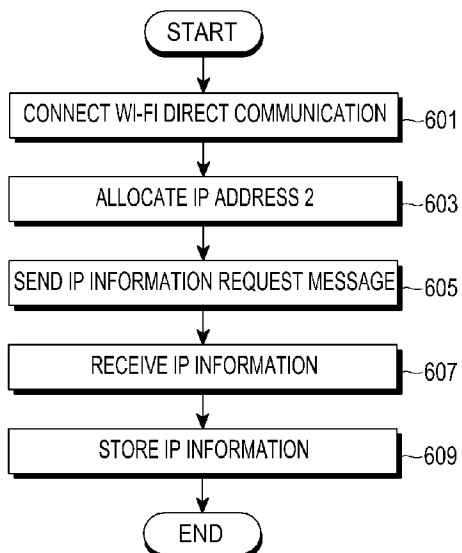 START
CONNECT WI-FI DIRECT COMMUNICATION
601
ALLOCATE IP ADDRESS 2
603
SEND IP INFORMATION REQUEST MESSAGE
605
RECEIVE IP INFORMATION
607
STORE IP INFORMATION
609
END